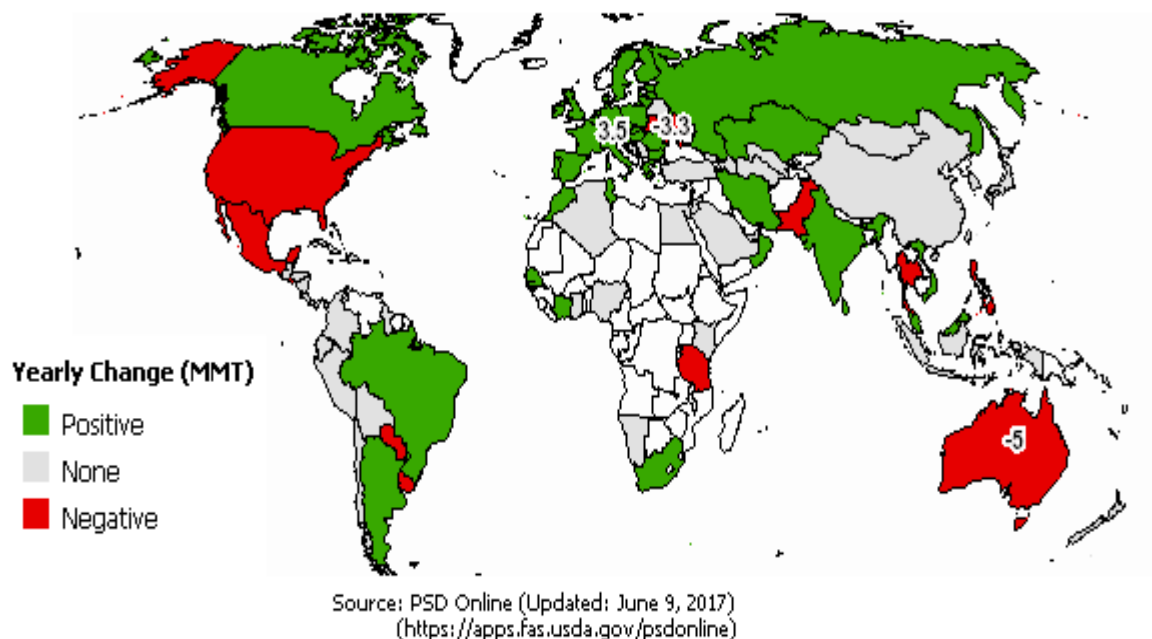 3.5
-3.3
Yearly Change (MMT)
Positive
None
Negative
-5
Source: PSD Online (Updated: June 9, 2017)
(https://apps.fas.usda.gov/psdonline)